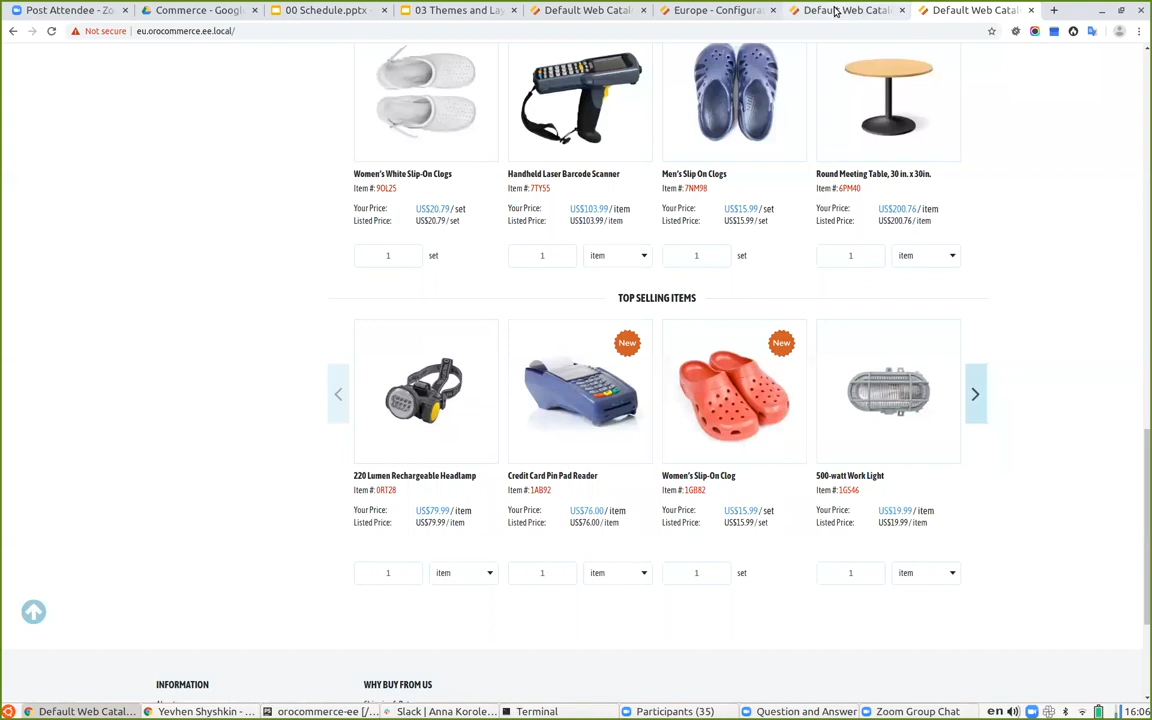 Post Attendee - Zo
Commerce - Googl
00 Schedule.pptx -
03 Themes and Lay
Default Web Catal
Europe - Configura
Default Web Catal
Default Web Catal
Not secure
eu.orocommerce.ee.local/
Women's White Slip-On Clogs
Handheld Laser Barcode Scanner
Men's Slip On Clogs
Round Meeting Table, 30 in. x 30in.
Item #: 9OL25
Item #: 7TY55
Item #: 7NM98
Item #: 6PM40
Your Price: US$20.79 / set
Your Price: US$103.99 / item
Your Price: US$15.99 / set
Your Price: US$200.76 / item
Listed Price: US$20.79 / set
Listed Price: US$103.99 / item
Listed Price: US$15.99 / set
Listed Price: US$200.76 / item
1 set
1 item
1 set
1 item
TOP SELLING ITEMS
New
New
220 Lumen Rechargeable Headlamp
Credit Card Pin Pad Reader
Women's Slip-On Clog
500-watt Work Light
Item #: 0RT28
Item #: 1AB92
Item #: 1GB82
Item #: 1GS46
Your Price: US$79.99 / item
Your Price: US$76.00 / item
Your Price: US$15.99 / set
Your Price: US$19.99 / item
Listed Price: US$79.99 / item
Listed Price: US$76.00 / item
Listed Price: US$15.99 / set
Listed Price: US$19.99 / item
1 item
1 item
1 set
1 item
INFORMATION
WHY BUY FROM US
Default Web Catal...
Yevhen Shyshkin - ...
orocommerce-ee [/...
Slack | Anna Korole...
Terminal
Participants (35)
Question and Answer
Zoom Group Chat
en
16:06